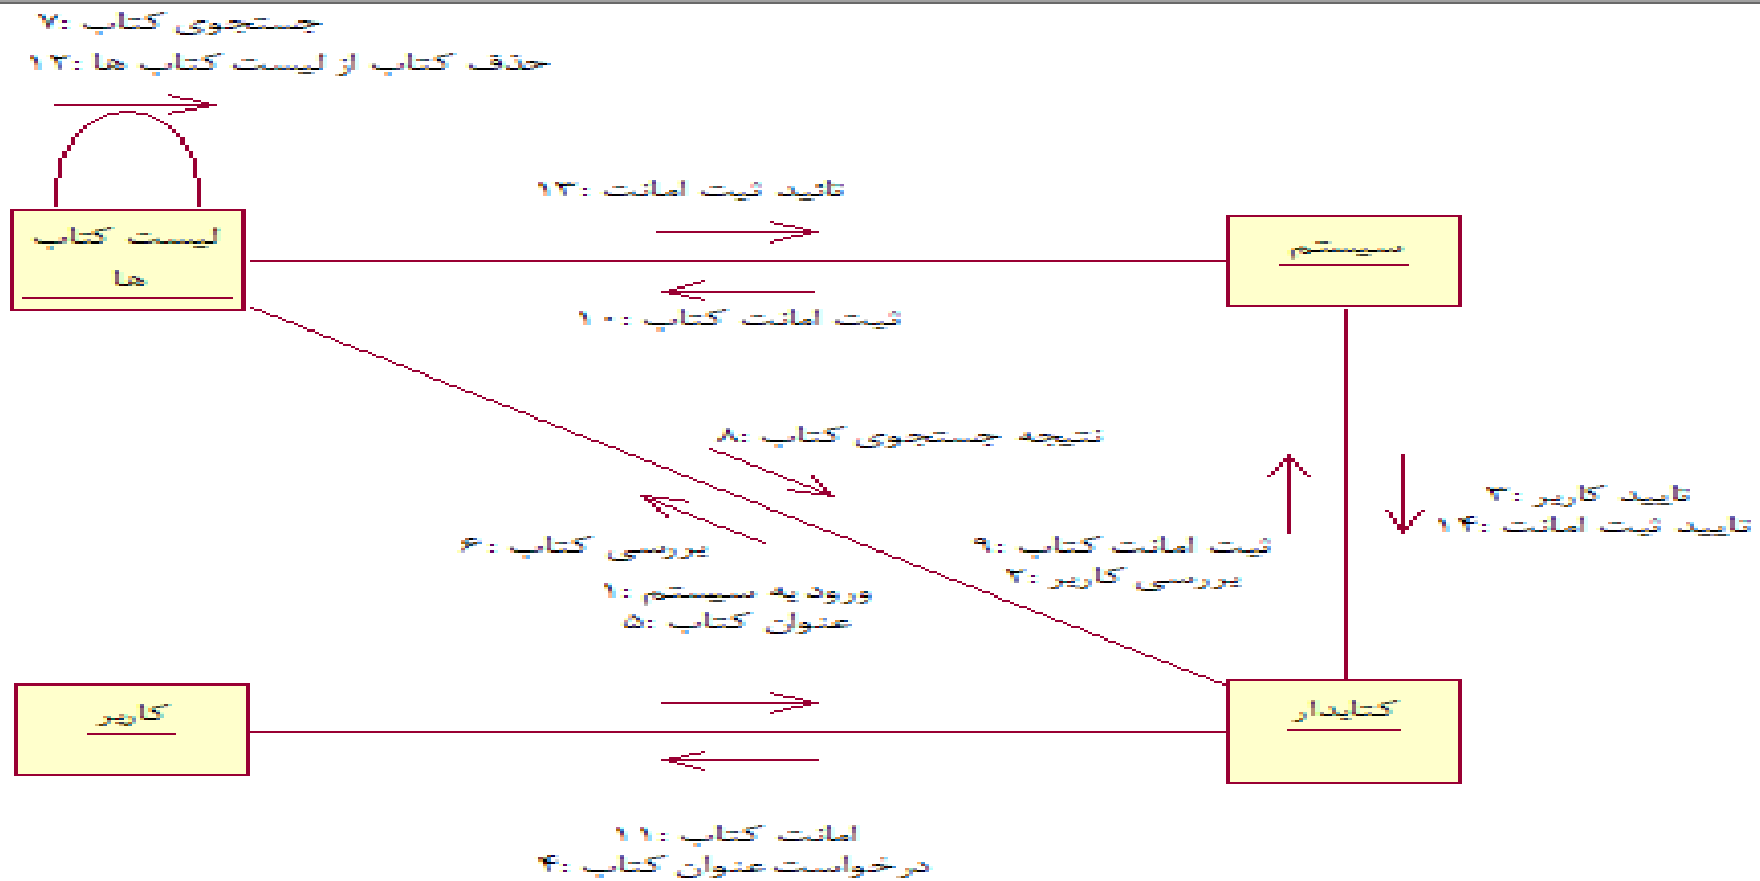 ۷: جستجوی کتاب
۱۲: حذف کتاب از لیست کتاب ها
۱۳: تائید ثبت امانت
لیست کتاب
ها
سیستم
۱۰: ثبت امانت کتاب
۸: نتیجه جستجوی کتاب
۳: تایید کاربر
۱۴: تایید ثبت امانت
۶: بررسی کتاب
۹: ثبت امانت کتاب
۲: بررسی کاربر
۱: ورود به سیستم
۵: عنوان کتاب
کاربر
کتابدار
۱۱: امانت کتاب
۴: درخواست عنوان کتاب